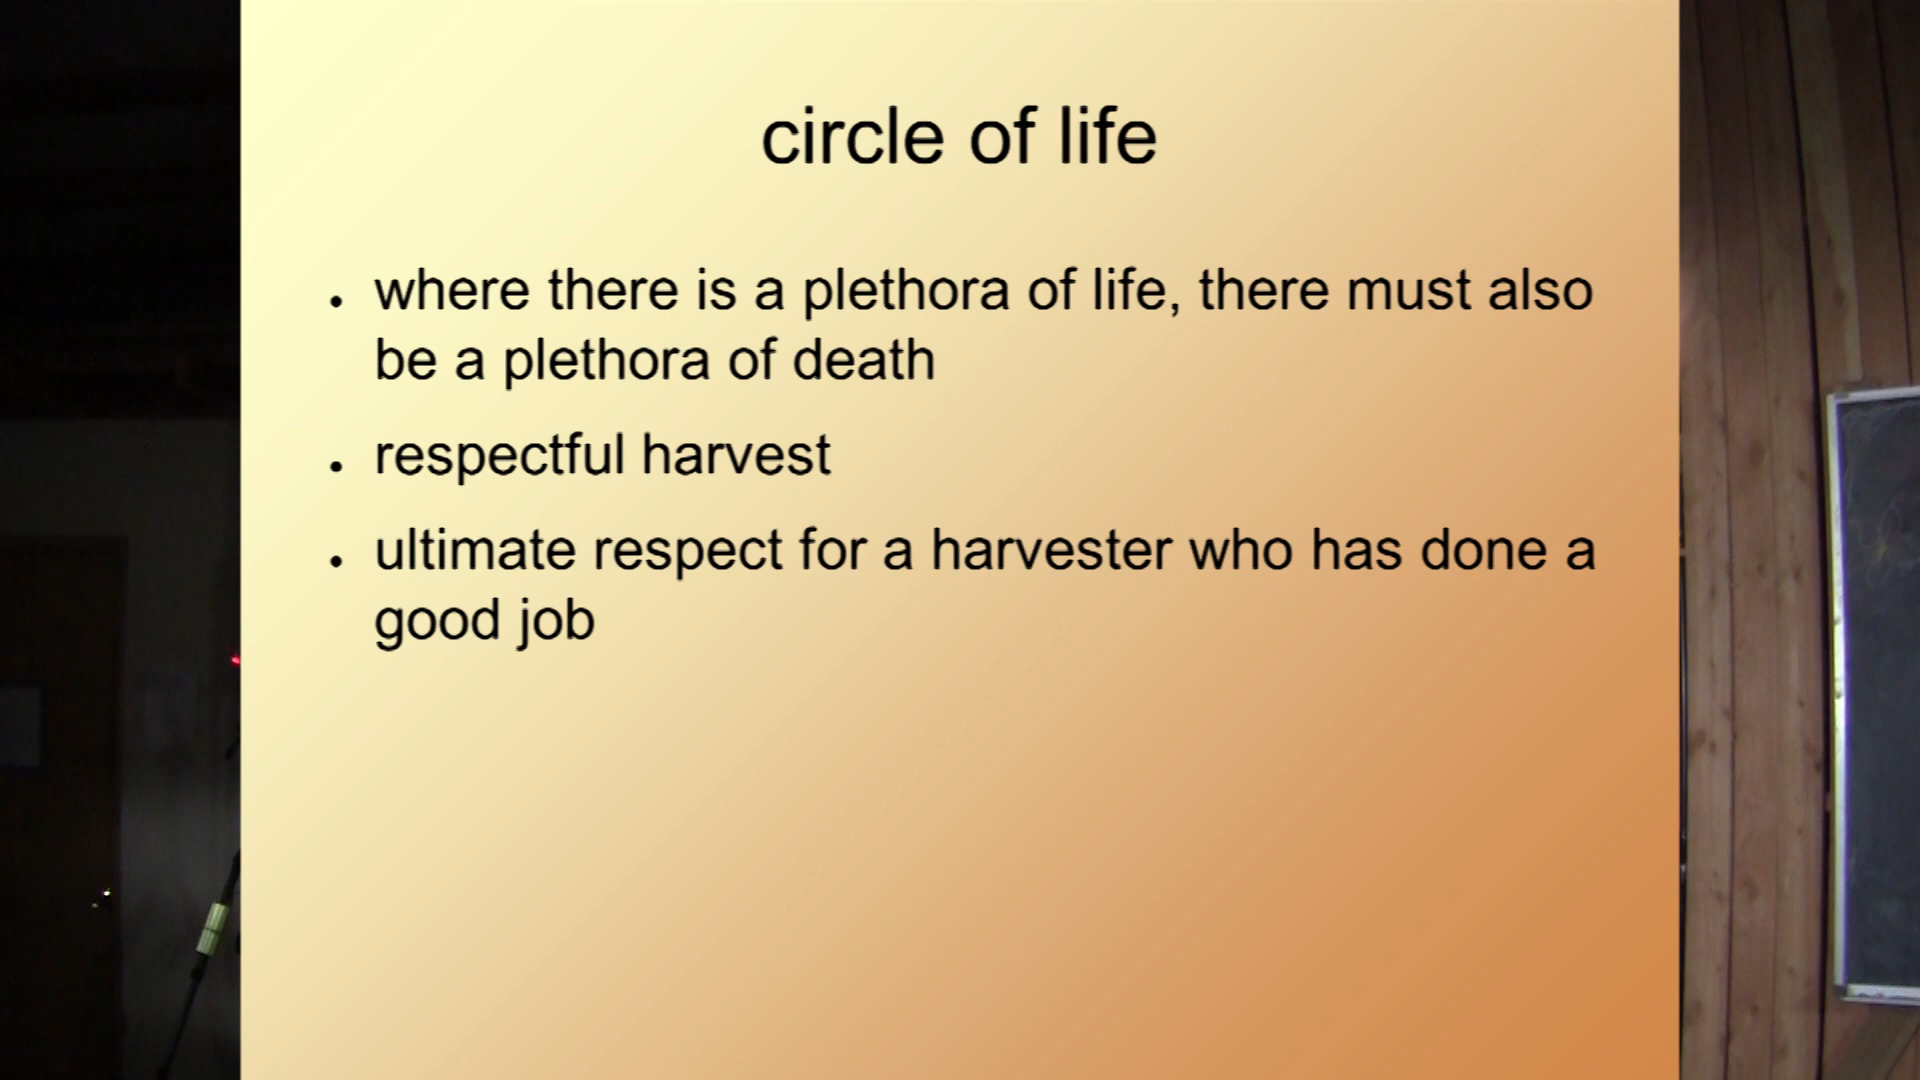 circle of life
where there is a plethora of life, there must also
be a plethora of death
respectful harvest
ultimate respect for a harvester who has done a
good job